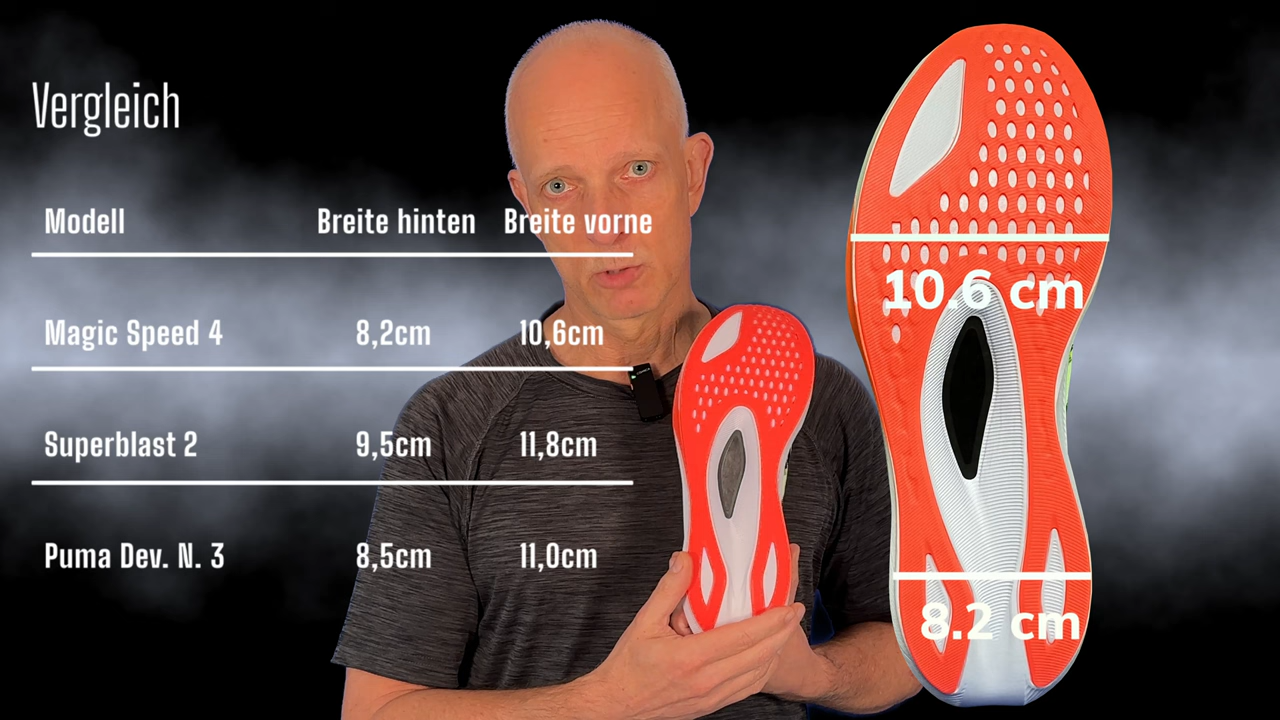 Vergleich
Modell Breite hinten Breite vorne
Magic Speed 4 8,2cm 10,6cm
Superblast 2 9,5cm 11,8cm
Puma Dev. N. 3 8,5cm 11,0cm
10.6 cm
8.2 cm